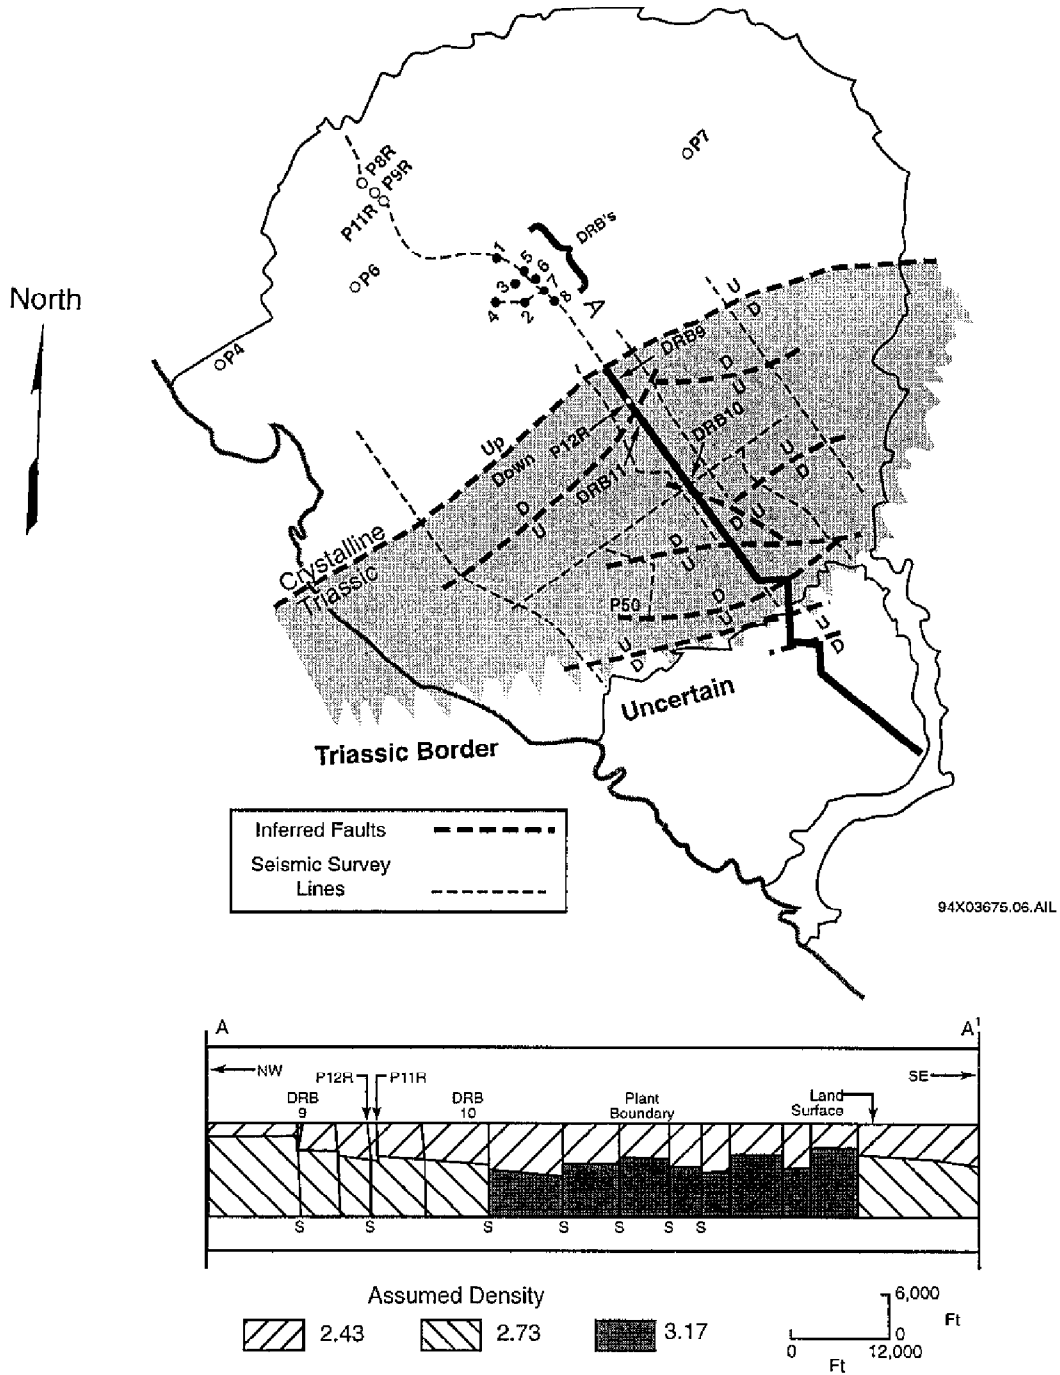 North
P8R
P9R
P11R
P7
P6
P4
DRB's
1
5
6
3
7
4
2
8
A
U
D
DRB9
D
U
Up
Down
P12R
DRB10
DRB11
D
U
U
D
U
D
Crystalline
Triassic
D
U
P50
D
U
U
D
U
D
Uncertain
Triassic Border
Inferred Faults
Seismic Survey
Lines
94X03675.06.AIL
A
A1
NW
P12R
P11R
SE
DRB
9
DRB
10
Plant
Boundary
Land
Surface
S
S
S
S
S
S
S
Assumed Density
2.43
2.73
3.17
6,000
Ft
0
0
12,000
Ft